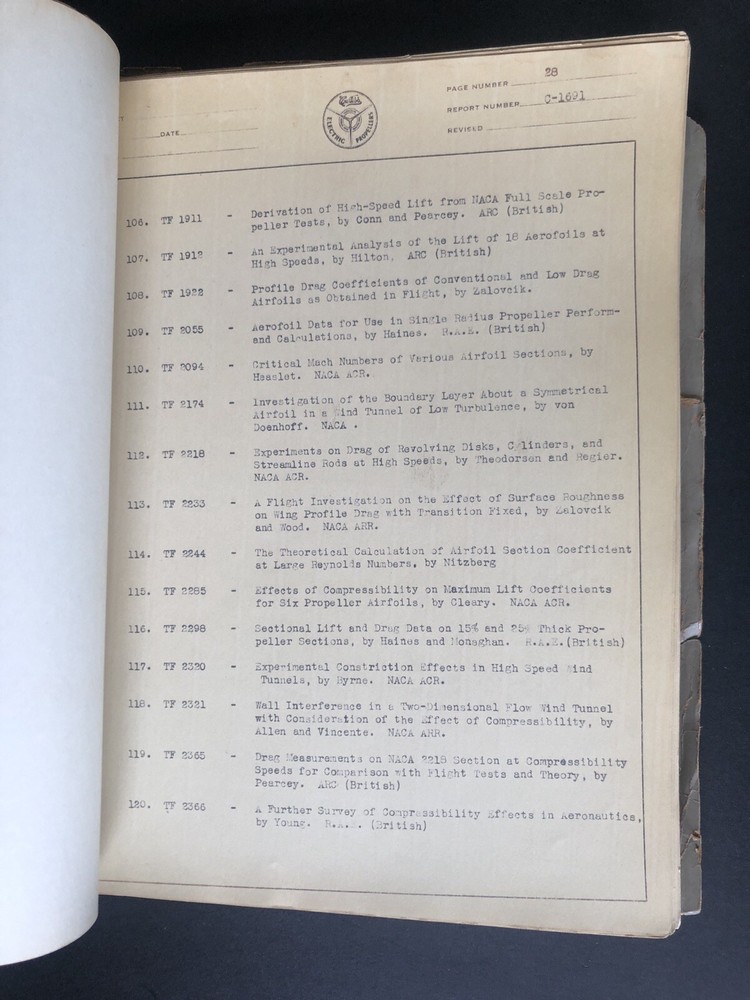 PAGE NUMBER 28
REPORT NUMBER C-1691
REVISED
DATE
ELECTRIC PROPELLERS
106. TF 1911 - Derivation of High-Speed Lift from NACA Full Scale Pro-
peller Tests, by Conn and Pearcey. ARC (British)
107. TF 1912 - An Experimental Analysis of the Lift of 18 Aerofoils at
High Speeds, by Hilton, ARC (British)
108. TF 1922 - Profile Drag Coefficients of Conventional and Low Drag
Airfoils as Obtained in Flight, by Zalovcik.
109. TF 2055 - Aerofoil Data for Use in Single Radius Propeller Perform-
and Calculations, by Haines. R.A.E. (British)
110. TF 2094 - Critical Mach Numbers of Various Airfoil Sections, by
Heaslet. NACA ACR.
111. TF 2174 - Investigation of the Boundary Layer About a Symmetrical
Airfoil in a Wind Tunnel of Low Turbulence, by von
Doenhoff. NACA .
112. TF 2218 - Experiments on Drag of Revolving Disks, Cylinders, and
Streamline Rods at High Speeds, by Theodorsen and Regier.
NACA ACR.
113. TF 2233 - A Flight Investigation on the Effect of Surface Roughness
on Wing Profile Drag with Transition Fixed, by Zalovcik
and Wood. NACA ARR.
114. TF 2244 - The Theoretical Calculation of Airfoil Section Coefficient
at Large Reynolds Numbers, by Nitzberg
115. TF 2285 - Effects of Compressibility on Maximum Lift Coefficients
for Six Propeller Airfoils, by Cleary. NACA ACR.
116. TF 2298 - Sectional Lift and Drag Data on 15% and 25% Thick Pro-
peller Sections, by Haines and Monaghan. R.A.E. (British)
117. TF 2320 - Experimental Constriction Effects in High Speed Wind
Tunnels, by Byrne. NACA ACR.
118. TF 2321 - Wall Interference in a Two-Dimensional Flow Wind Tunnel
with Consideration of the Effect of Compressibility, by
Allen and Vincente. NACA ARR.
119. TF 2365 - Drag Measurements on NACA 2218 Section at Compressibility
Speeds for Comparison with Flight Tests and Theory, by
Pearcey. ARC (British)
120. TF 2366 - A Further Survey of Compressibility Effects in Aeronautics,
by Young. R.A.E. (British)